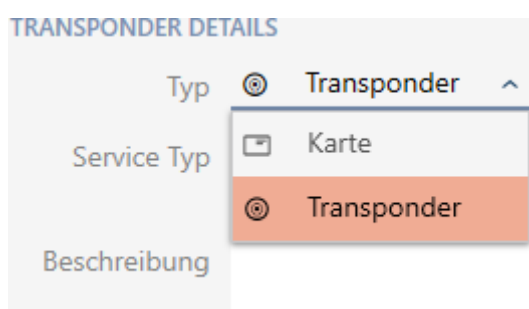 TRANSPONDER DETAILS
Typ Transponder
Karte
Service Typ
Transponder
Beschreibung